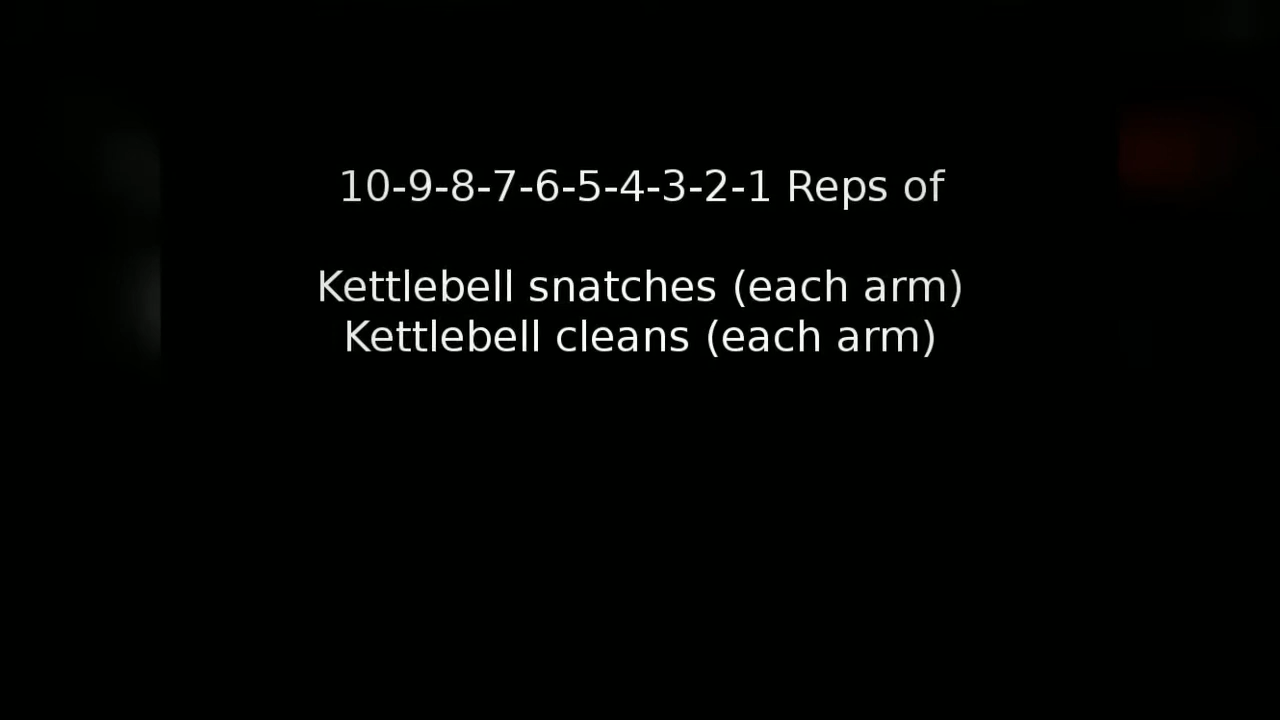 10-9-8-7-6-5-4-3-2-1 Reps of
Kettlebell snatches (each arm)
Kettlebell cleans (each arm)